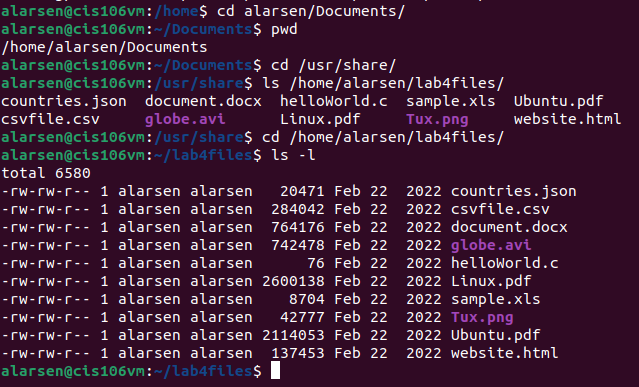 alarsen@cis106vm:/home$ cd alarsen/Documents/
alarsen@cis106vm:~/Documents$ pwd
/home/alarsen/Documents
alarsen@cis106vm:~/Documents$ cd /usr/share/
alarsen@cis106vm:/usr/share$ ls /home/alarsen/lab4files/
countries.json  document.docx  helloWorld.c  sample.xls  Ubuntu.pdf
csvfile.csv     globe.avi      Linux.pdf     Tux.png     website.html
alarsen@cis106vm:/usr/share$ cd /home/alarsen/lab4files/
alarsen@cis106vm:~/lab4files$ ls -l
total 6580
-rw-rw-r-- 1 alarsen alarsen   20471 Feb 22  2022 countries.json
-rw-rw-r-- 1 alarsen alarsen  284042 Feb 22  2022 csvfile.csv
-rw-rw-r-- 1 alarsen alarsen  764176 Feb 22  2022 document.docx
-rw-rw-r-- 1 alarsen alarsen  742478 Feb 22  2022 globe.avi
-rw-rw-r-- 1 alarsen alarsen      76 Feb 22  2022 helloWorld.c
-rw-rw-r-- 1 alarsen alarsen 2600138 Feb 22  2022 Linux.pdf
-rw-rw-r-- 1 alarsen alarsen    8704 Feb 22  2022 sample.xls
-rw-rw-r-- 1 alarsen alarsen   42777 Feb 22  2022 Tux.png
-rw-rw-r-- 1 alarsen alarsen 2114053 Feb 22  2022 Ubuntu.pdf
-rw-rw-r-- 1 alarsen alarsen  137453 Feb 22  2022 website.html
alarsen@cis106vm:~/lab4files$